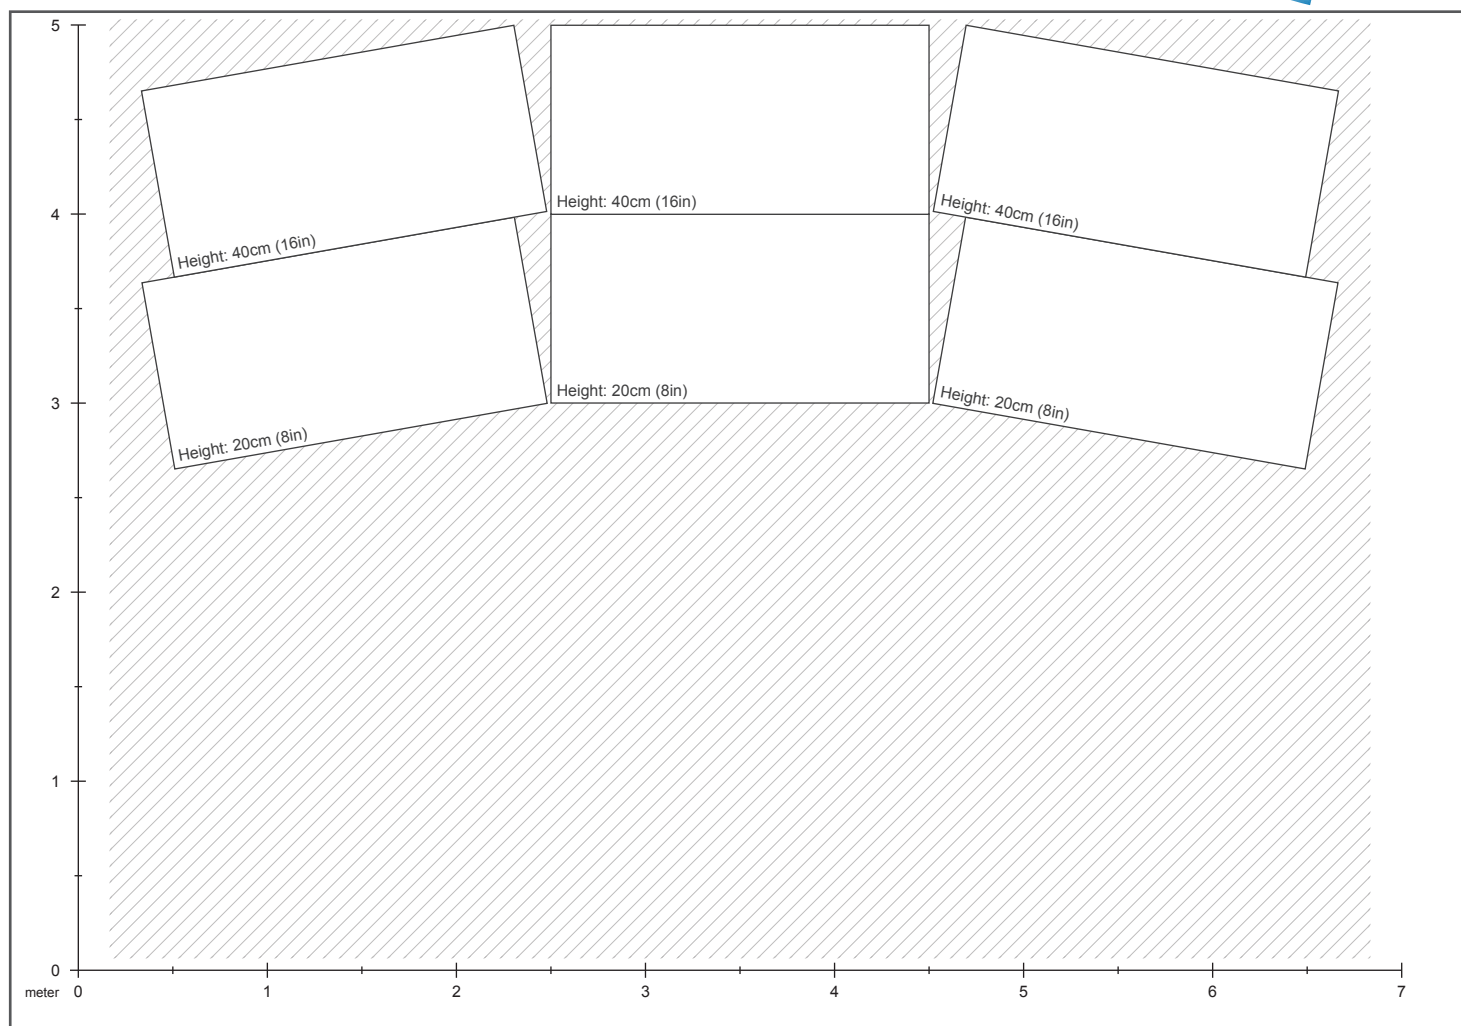 5
4
3
2
1
0
Height: 40cm (16in)
Height: 40cm (16in)
Height: 40cm (16in)
Height: 20cm (8in)
Height: 20cm (8in)
Height: 20cm (8in)
meter 0 1 2 3 4 5 6 7